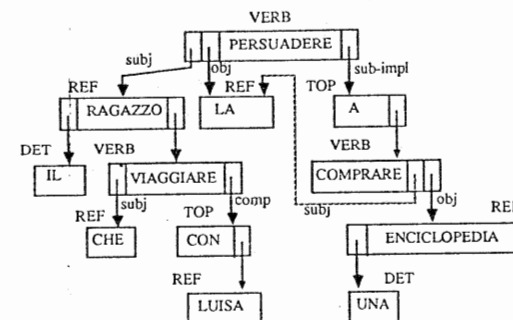 VERB
PERSUADERE
subj obj sub-impl
REF REF TOP
RAGAZZO LA A
DET VERB VERB
IL VIAGGIARE COMPRARE
subj comp subj obj
REF TOP REF
CHE CON ENCICLOPEDIA
REF DET
LUISA UNA